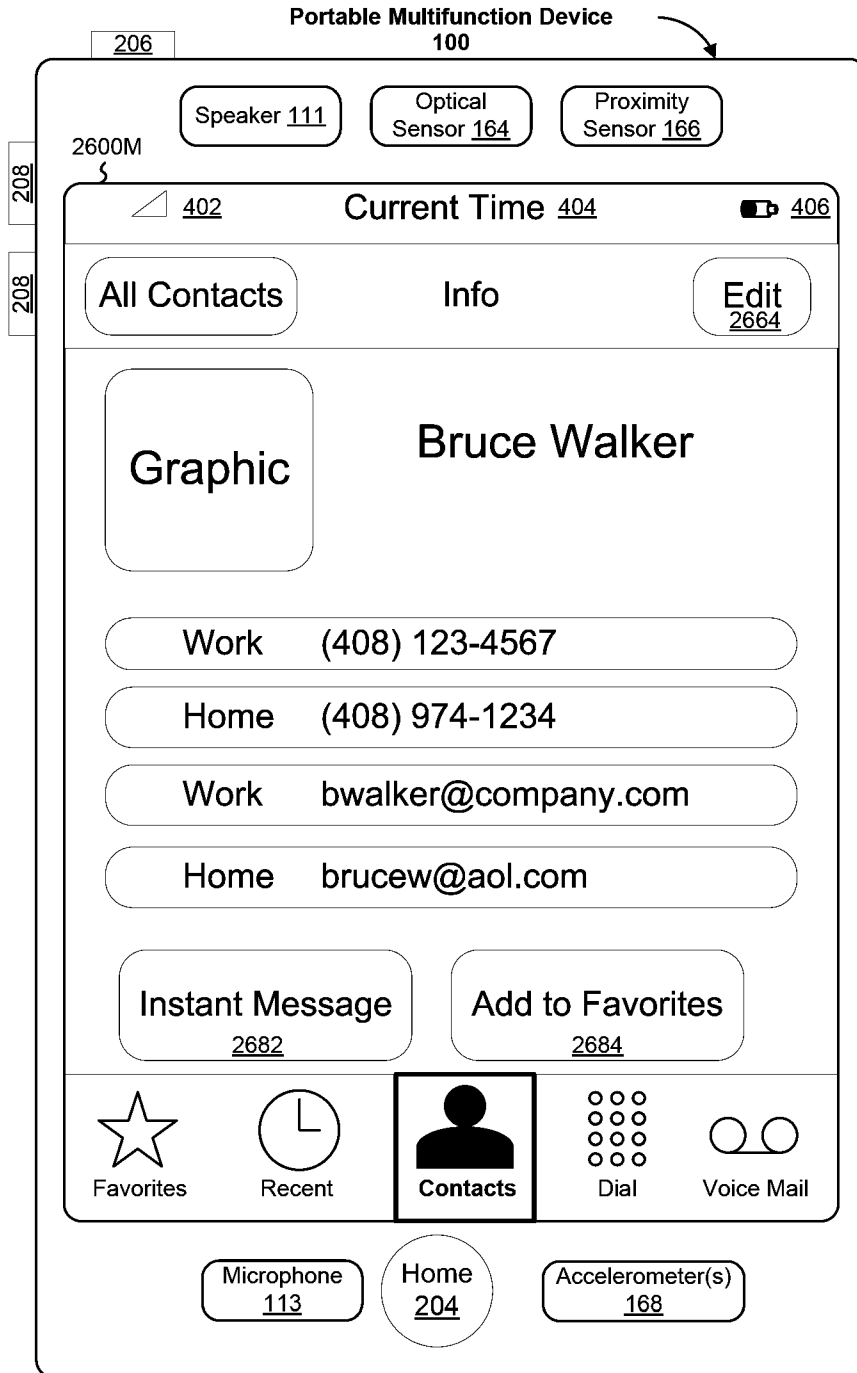 Portable Multifunction Device
100
206
Speaker 111
Optical
Sensor 164
Proximity
Sensor 166
2600M
208
208
402
Current Time 404
406
All Contacts
Info
Edit
2664
Graphic
Bruce Walker
Work (408) 123-4567
Home (408) 974-1234
Work bwalker@company.com
Home brucew@aol.com
Instant Message
2682
Add to Favorites
2684
Favorites
Recent
Contacts
Dial
Voice Mail
Microphone
113
Home
204
Accelerometer(s)
168